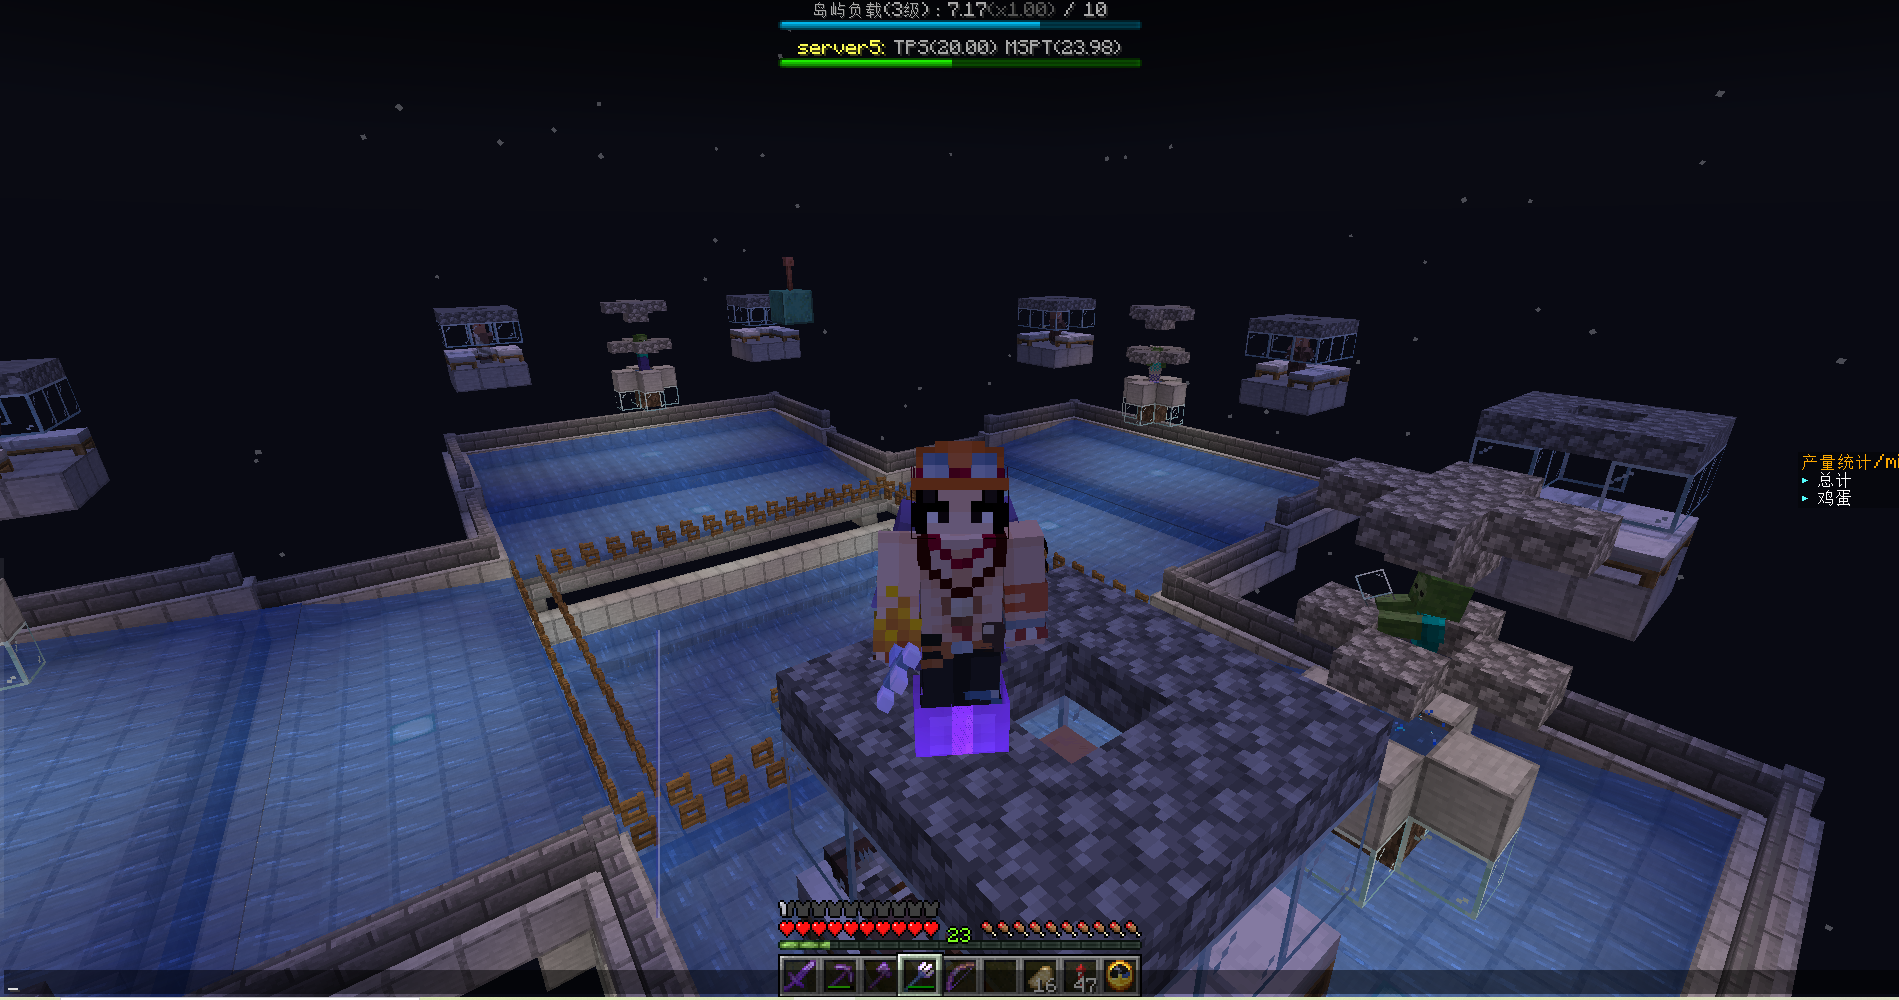 岛屿负载(3级) : 7.17(x1.00) / 10
server5: TPS(20.00) MSPT(23.98)
产量统计/mi
▸ 总计
▸ 鸡蛋
23
16 47